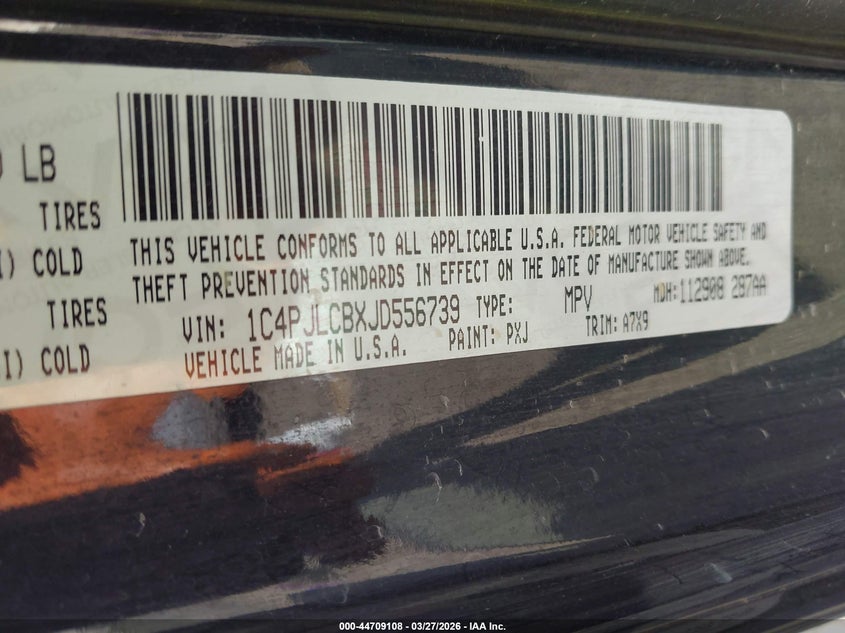 LB
TIRES
COLD
TIRES
COLD
THIS VEHICLE CONFORMS TO ALL APPLICABLE U.S.A. FEDERAL MOTOR VEHICLE SAFETY AND
THEFT PREVENTION STANDARDS IN EFFECT ON THE DATE OF MANUFACTURE SHOWN ABOVE.
VIN: 1C4PJLCBXJD556739 TYPE: MPV MDH:112908 287AA
VEHICLE MADE IN U.S.A. PAINT: PXJ TRIM: A7X9
000-44709108 - 03/27/2026 - IAA Inc.